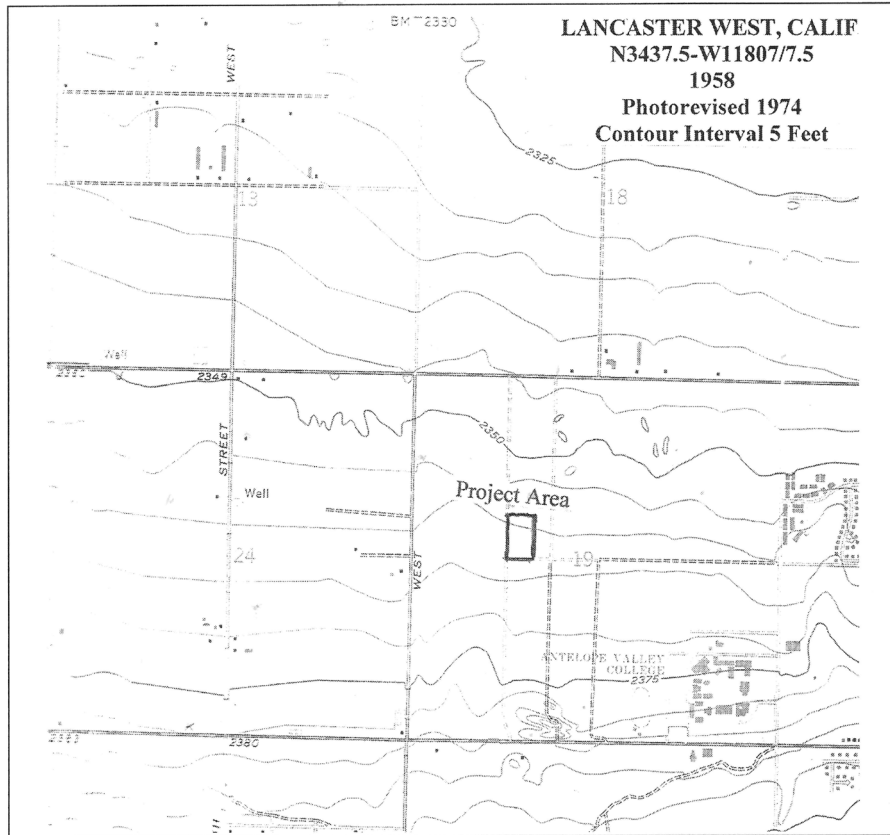 BM 2330
LANCASTER WEST, CALIF
N3437.5-W11807/7.5
1958
Photorevised 1974
Contour Interval 5 Feet
WEST
2325
13
18
Well
2349
2350
STREET
Project Area
Well
24
19
WEST
ANTELOPE VALLEY
COLLEGE
2375
2380